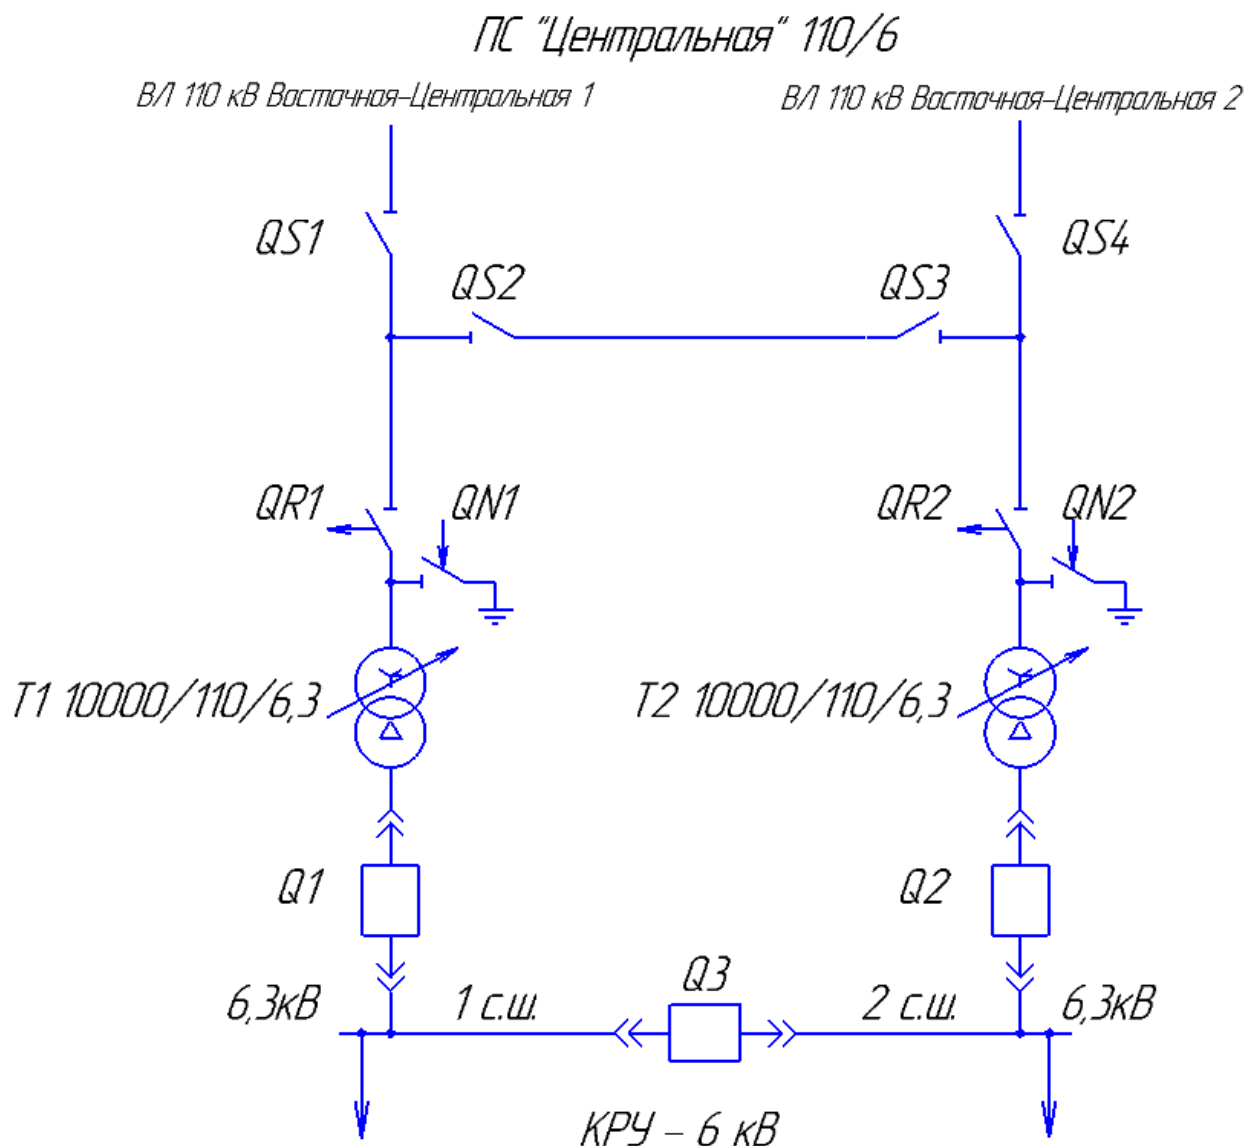 ПС "Центральная" 110/6
ВЛ 110 кВ Восточная-Центральная 1
ВЛ 110 кВ Восточная-Центральная 2
QS1
QS4
QS2
QS3
QR1
QN1
QR2
QN2
Т1 10000/110/6,3
Т2 10000/110/6,3
Q1
Q2
Q3
6,3кВ
1 с.ш.
2 с.ш.
6,3кВ
КРУ - 6 кВ